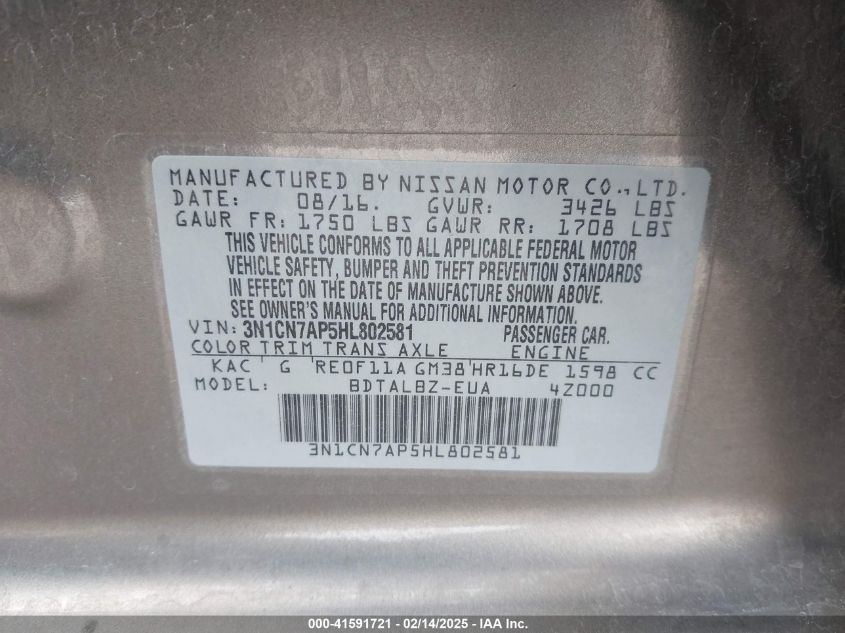 MANUFACTURED BY NISSAN MOTOR CO.,LTD.
DATE: 08/16. GVWR: 3426 LBS
GAWR FR: 1750 LBS GAWR RR: 1708 LBS
THIS VEHICLE CONFORMS TO ALL APPLICABLE FEDERAL MOTOR
VEHICLE SAFETY, BUMPER AND THEFT PREVENTION STANDARDS
IN EFFECT ON THE DATE OF MANUFACTURE SHOWN ABOVE.
SEE OWNER'S MANUAL FOR ADDITIONAL INFORMATION.
VIN: 3N1CN7AP5HL802581 PASSENGER CAR.
COLOR TRIM TRANS AXLE ENGINE
KAC G RE0F11A GM38 HR16DE 1598 CC
MODEL: BDTALBZ-EUA 4Z000
3N1CN7AP5HL802581
000-41591721 - 02/14/2025 - IAA Inc.